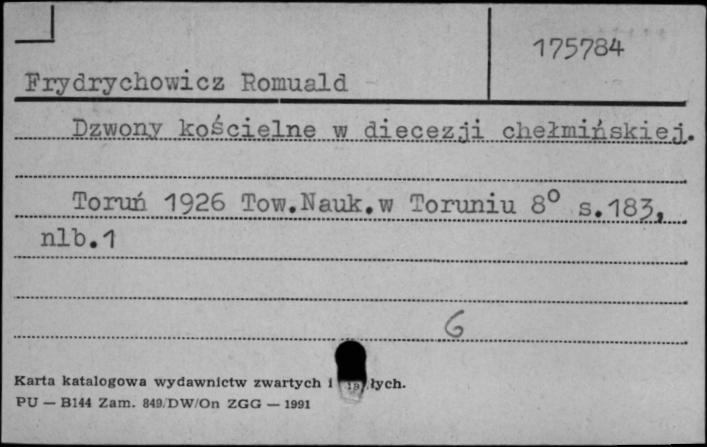 175784
Frydrychowicz Romuald
Dzwony kościelne w diecezji chełmińskiej.
Toruń 1926 Tow.Nauk.w Toruniu 8° s.183,
nlb.1
6
Karta katalogowa wydawnictw zwartych i
PU — B144 Zam. 849/DW/On ZGG — 1991